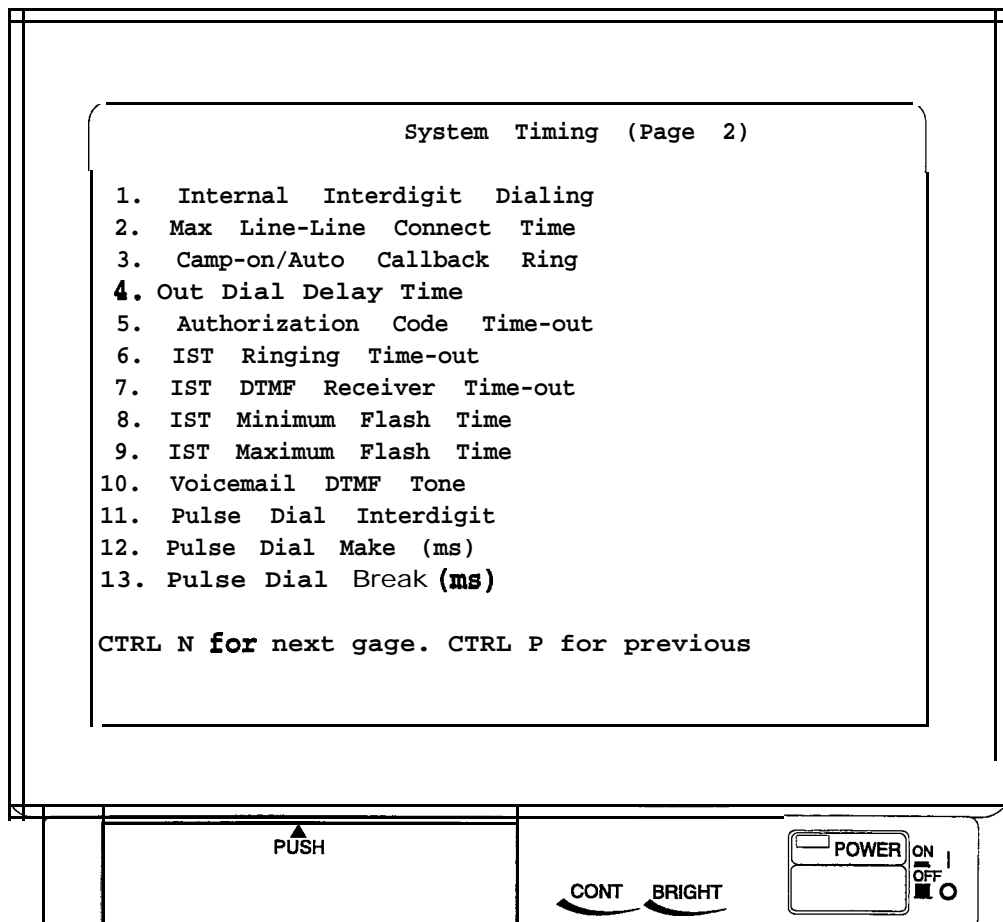 System Timing (Page 2)
1. Internal Interdigit Dialing
2. Max Line-Line Connect Time
3. Camp-on/Auto Callback Ring
4. Out Dial Delay Time
5. Authorization Code Time-out
6. IST Ringing Time-out
7. IST DTMF Receiver Time-out
8. IST Minimum Flash Time
9. IST Maximum Flash Time
10. Voicemail DTMF Tone
11. Pulse Dial Interdigit
12. Pulse Dial Make (ms)
13. Pulse Dial Break (ms)
CTRL N for next gage. CTRL P for previous
PUSH
CONT BRIGHT
POWER ON I
OFF O